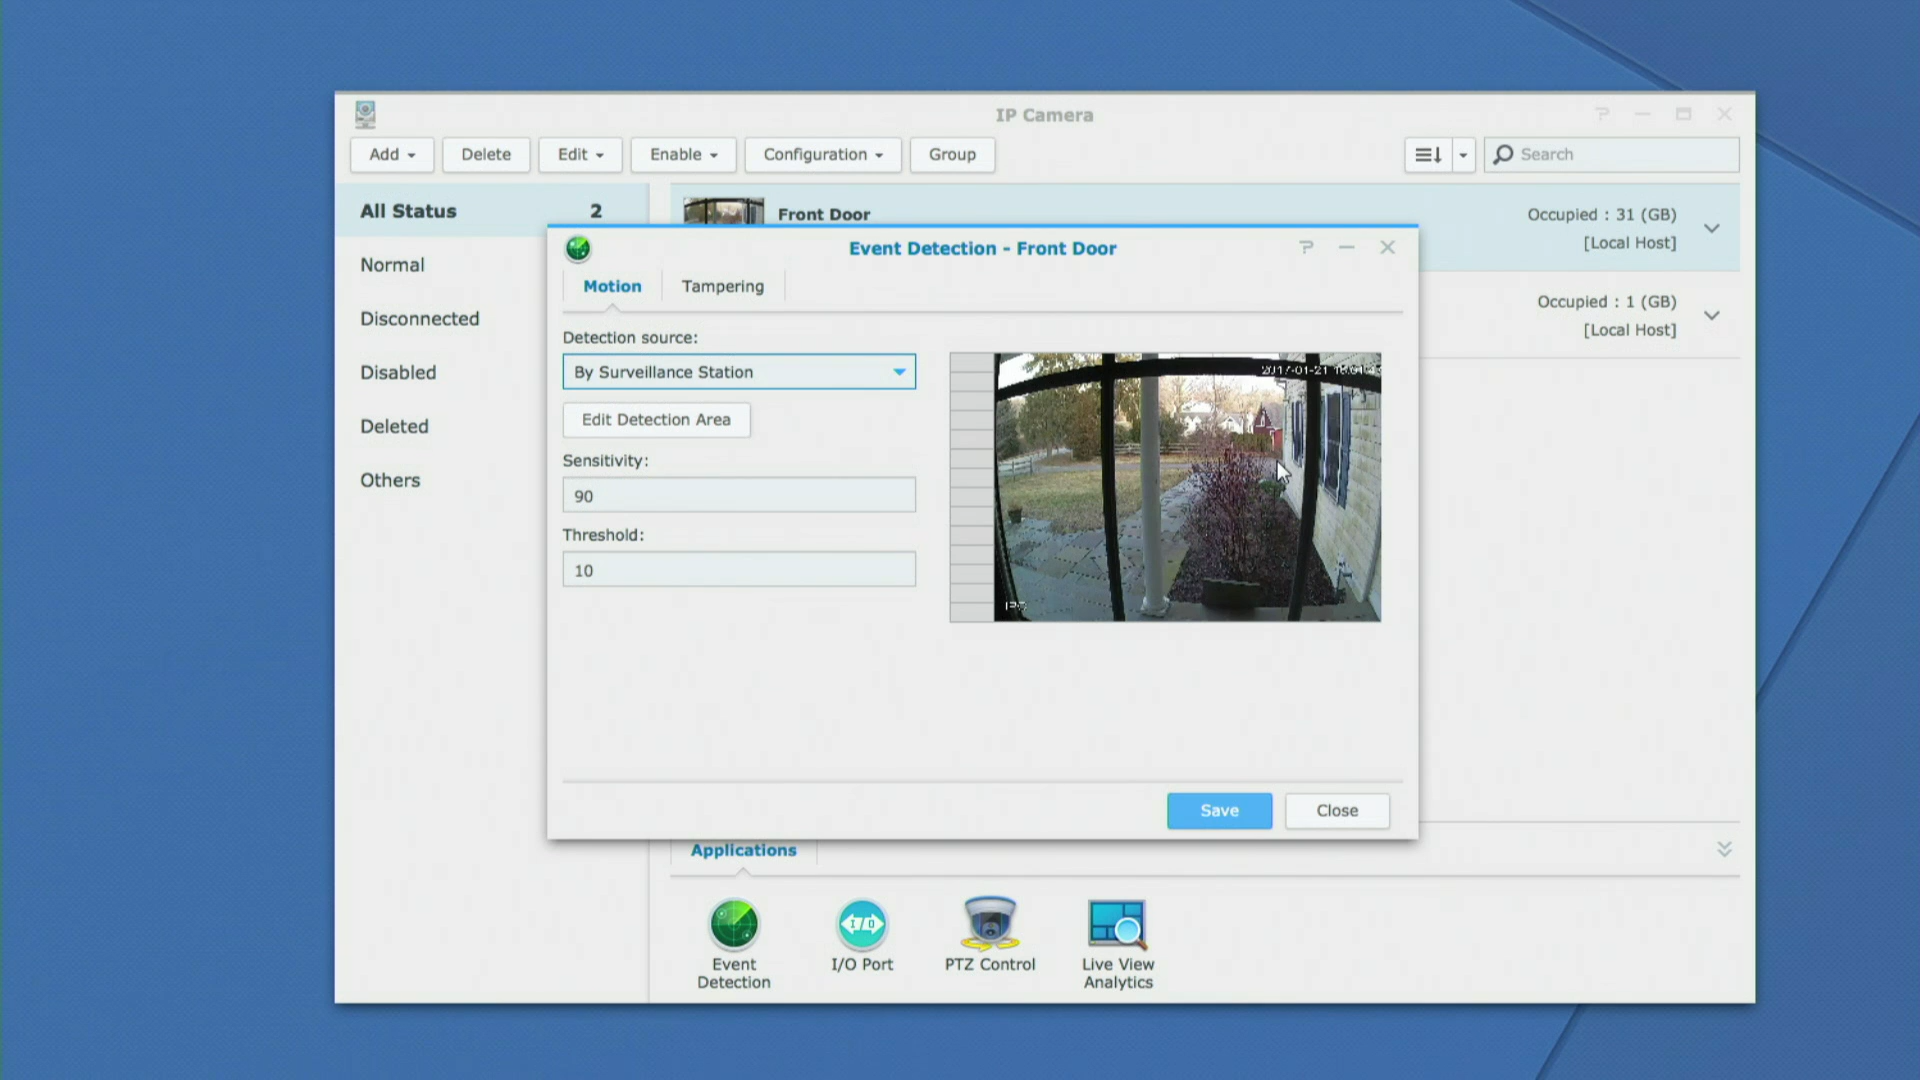 IP Camera
Add
Delete
Edit
Enable
Configuration
Group
Search
All Status 2
Normal
Disconnected
Disabled
Deleted
Others
Front Door
Occupied : 31 (GB)
[Local Host]
Occupied : 1 (GB)
[Local Host]
Event Detection - Front Door
Motion
Tampering
Detection source:
By Surveillance Station
Edit Detection Area
Sensitivity:
90
Threshold:
10
2017-01-21
Save
Close
Applications
Event
Detection
I/O
I/O Port
PTZ Control
Live View
Analytics